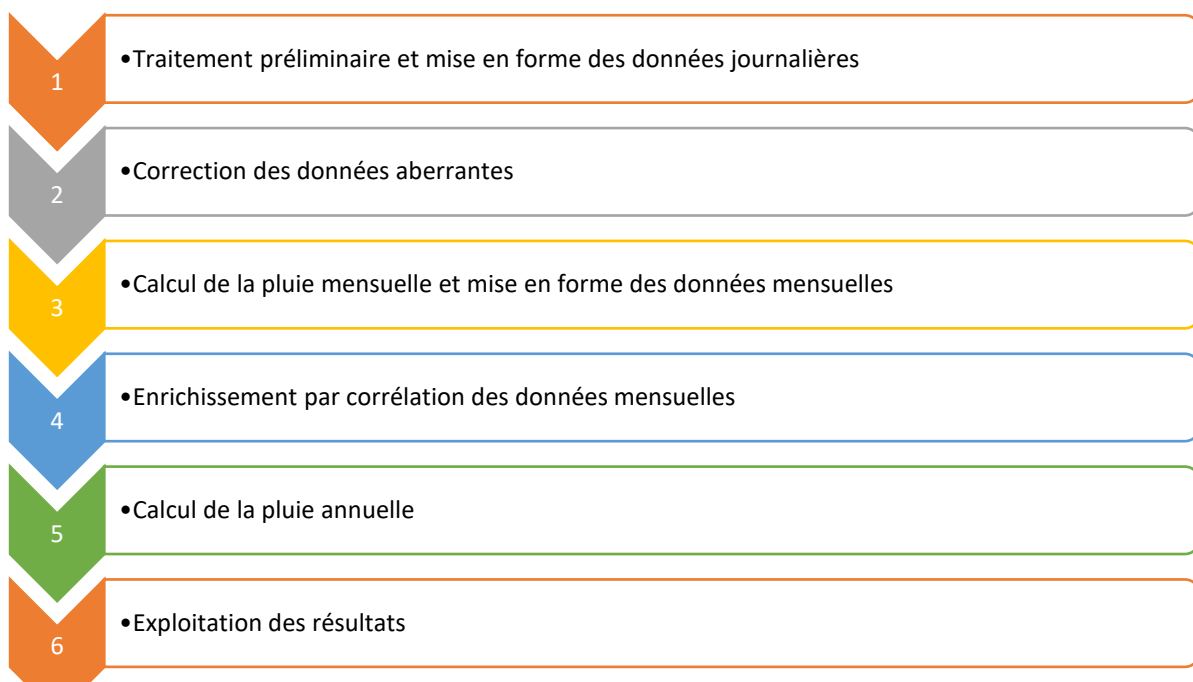 1
•Traitement préliminaire et mise en forme des données journalières
2
•Correction des données aberrantes
3
•Calcul de la pluie mensuelle et mise en forme des données mensuelles
4
•Enrichissement par corrélation des données mensuelles
5
•Calcul de la pluie annuelle
6
•Exploitation des résultats